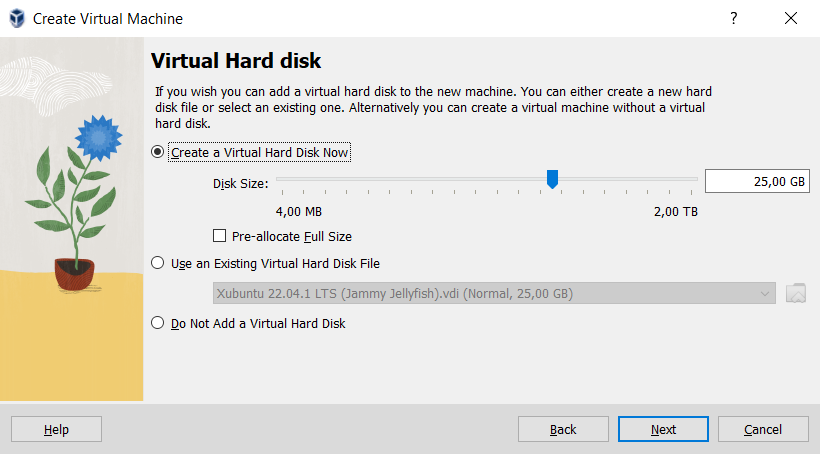 Create Virtual Machine
?
Virtual Hard disk
If you wish you can add a virtual hard disk to the new machine. You can either create a new hard
disk file or select an existing one. Alternatively you can create a virtual machine without a virtual
hard disk.
Create a Virtual Hard Disk Now
Disk Size:
25,00 GB
4,00 MB
2,00 TB
Pre-allocate Full Size
Use an Existing Virtual Hard Disk File
Xubuntu 22.04.1 LTS (Jammy Jellyfish).vdi (Normal, 25,00 GB)
Do Not Add a Virtual Hard Disk
Help
Back
Next
Cancel